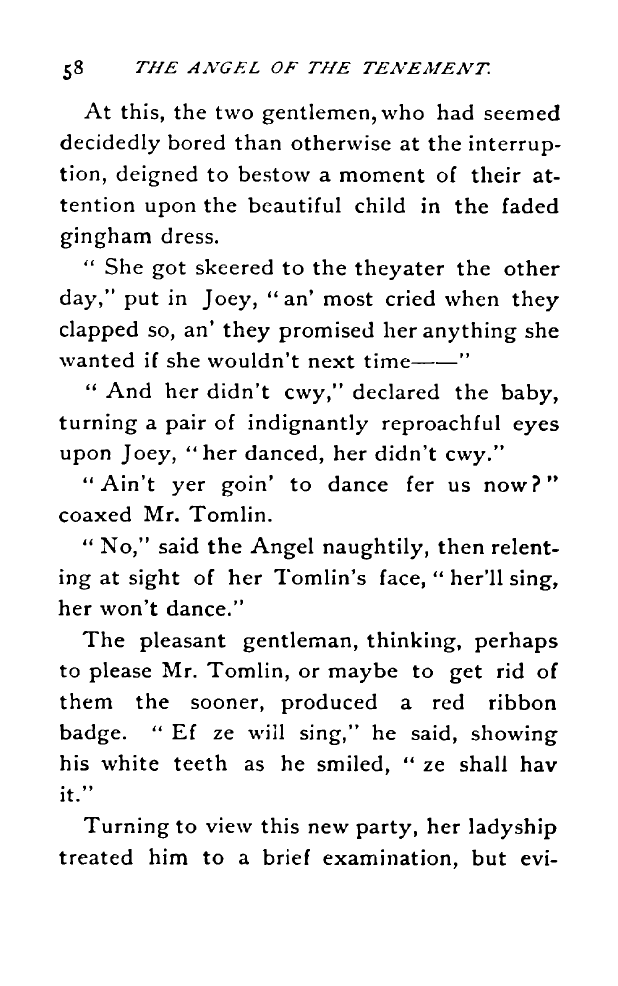 58 THE ANGEL OF THE TENEMENT.
At this, the two gentlemen, who had seemed
decidedly bored than otherwise at the interrup-
tion, deigned to bestow a moment of their at-
tention upon the beautiful child in the faded
gingham dress.
“ She got skeered to the theyater the other
day,” put in Joey, “ an’ most cried when they
clapped so, an’ they promised her anything she
wanted if she wouldn’t next time——”
“ And her didn’t cwy,” declared the baby,
turning a pair of indignantly reproachful eyes
upon Joey, “ her danced, her didn’t cwy.”
“ Ain’t yer goin’ to dance fer us now? ”
coaxed Mr. Tomlin.
“ No,” said the Angel naughtily, then relent-
ing at sight of her Tomlin’s face, “ her’ll sing,
her won’t dance.”
The pleasant gentleman, thinking, perhaps
to please Mr. Tomlin, or maybe to get rid of
them the sooner, produced a red ribbon
badge. “ Ef ze will sing,” he said, showing
his white teeth as he smiled, “ ze shall hav
it.”
Turning to view this new party, her ladyship
treated him to a brief examination, but evi-